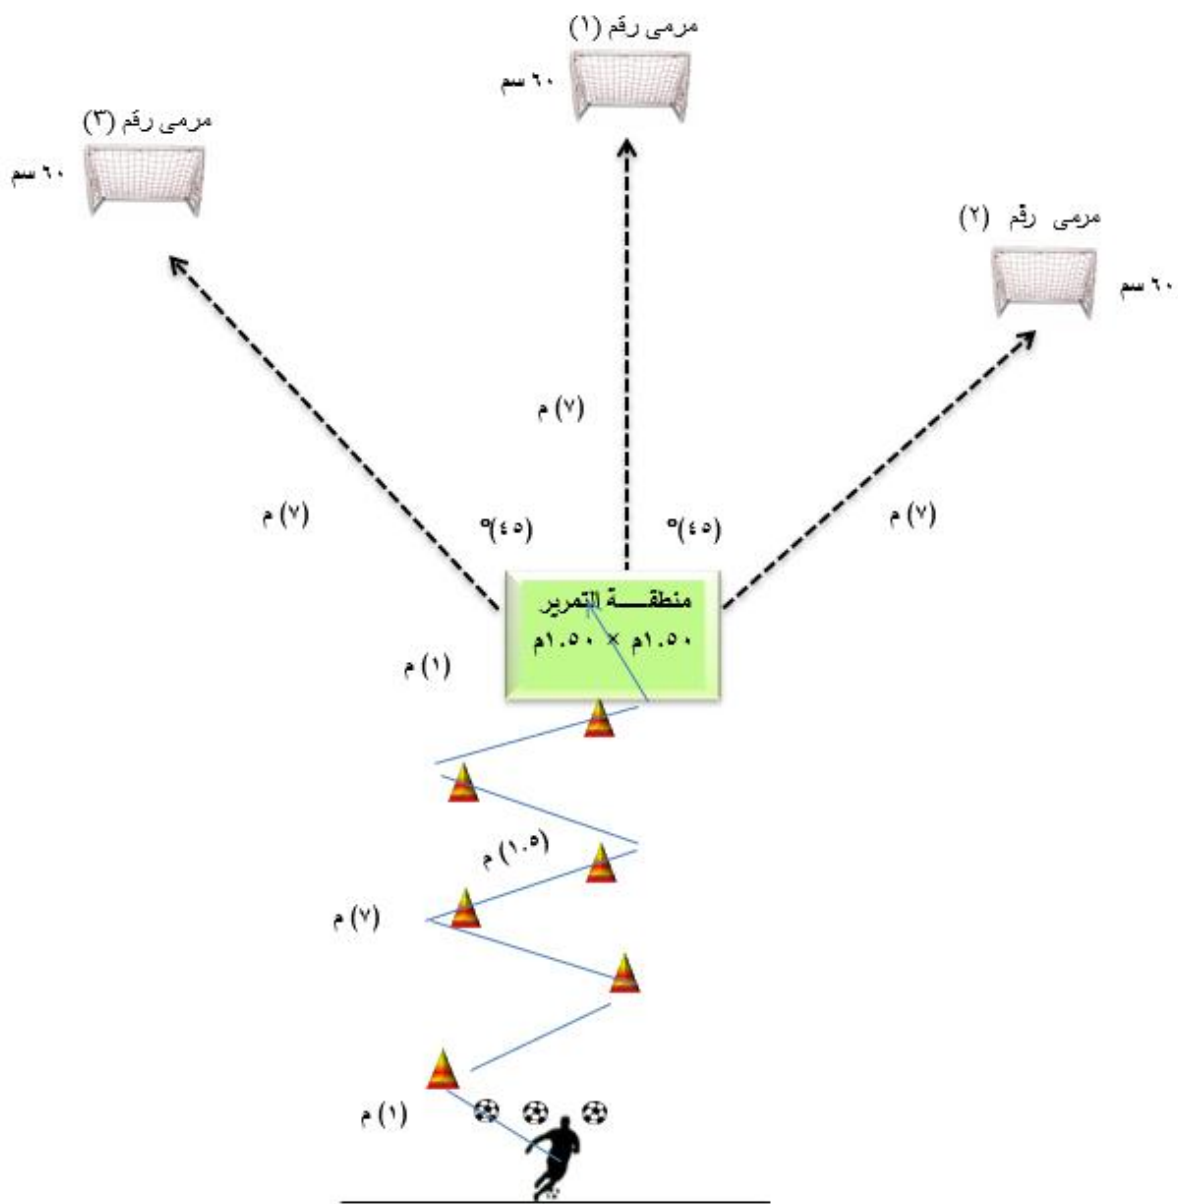 مرمى رقم (١)
٦٠ سم
مرمى رقم (٣)
٦٠ سم
مرمى رقم (٢)
٦٠ سم
(٧) م
(٧) م
(٧) م
(٤٥)°
(٤٥)°
منطقـــــة التمرير
١.٥٠م × ١.٥٠م
(١) م
(١.٥) م
(٧) م
(١) م